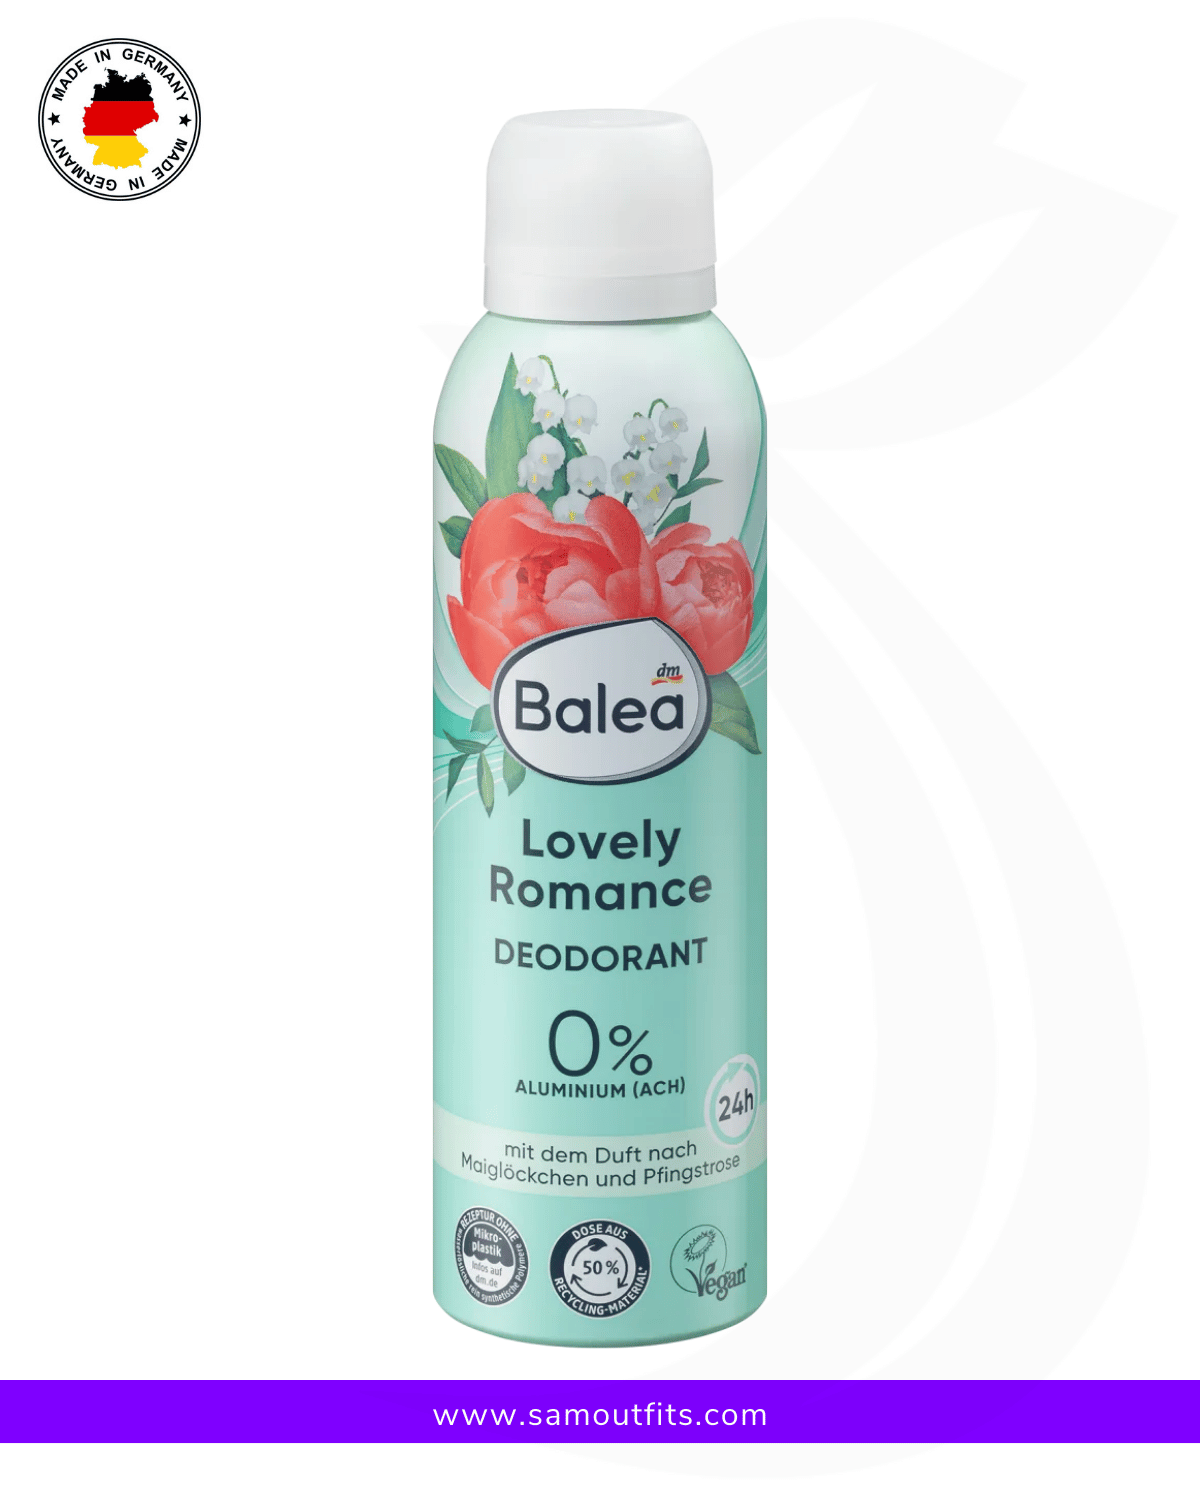 MADE IN GERMANY
MADE IN GERMANY
dm
Balea
Lovely
Romance
DEODORANT
0%
ALUMINIUM (ACH)
24h
mit dem Duft nach
Maiglöckchen und Pfingstrose
REZEPTUR OHNE
Mikro-
plastik
Infos auf
dm.de
DOSE AUS
50 %
RECYCLING-MATERIAL
Vegan
www.samoutfits.com